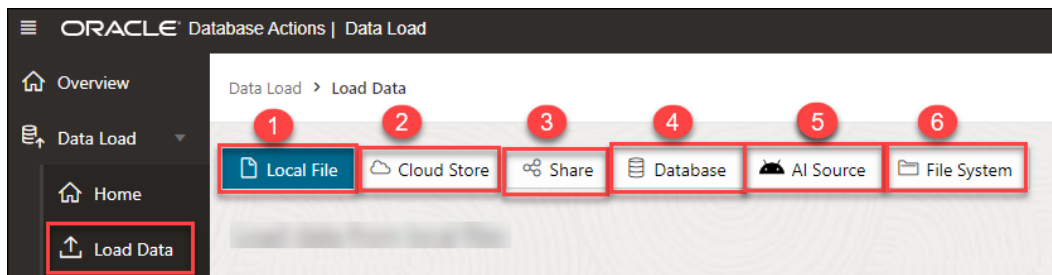 ORACLE Database Actions | Data Load
Overview
Data Load > Load Data
1 2 3 4 5 6
Data Load
Local File Cloud Store Share Database AI Source File System
Home
Load Data